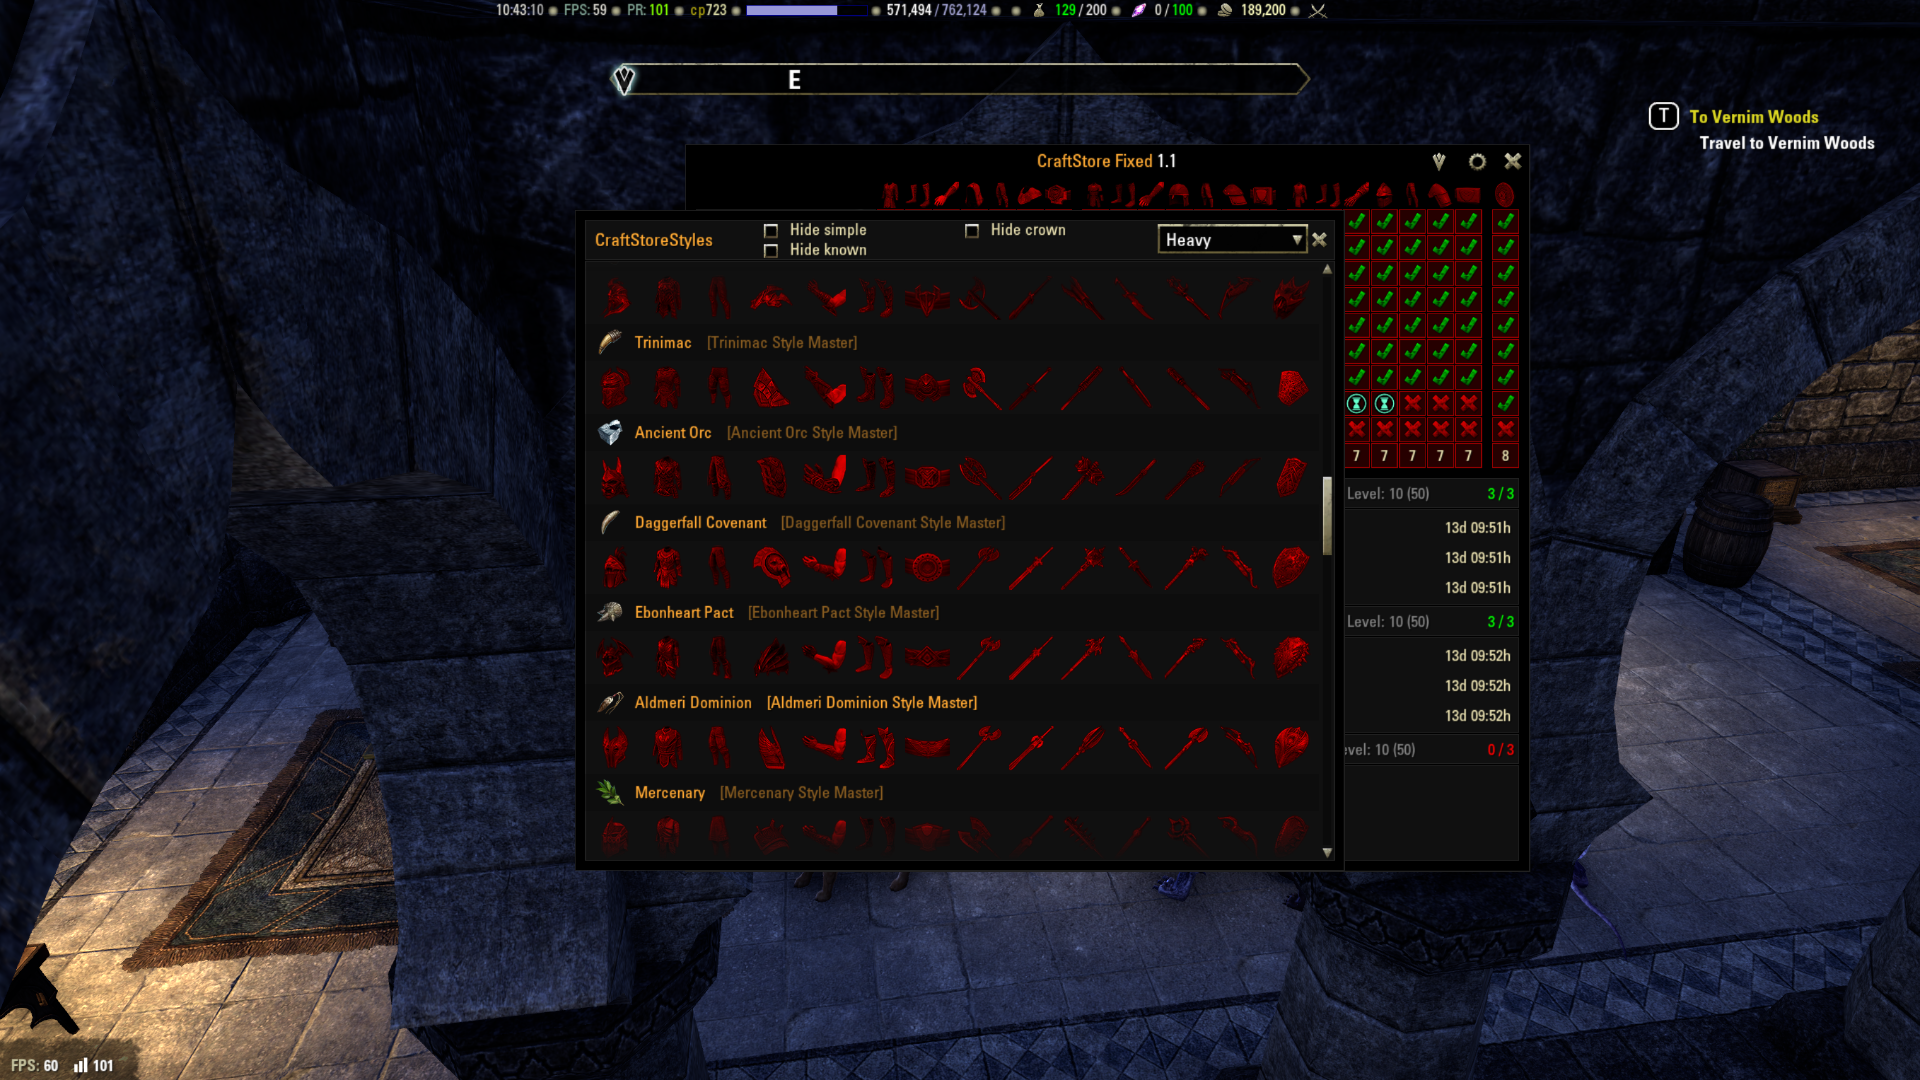 10:43:10 FPS: 59 PR: 101 cp723 571,494 / 762,124 129 / 200 0 / 100 189,200
E
T To Vernim Woods
Travel to Vernim Woods
CraftStore Fixed 1.1
CraftStoreStyles
Hide simple
Hide known
Hide crown
Heavy
Trinimac [Trinimac Style Master]
Ancient Orc [Ancient Orc Style Master]
Daggerfall Covenant [Daggerfall Covenant Style Master]
Ebonheart Pact [Ebonheart Pact Style Master]
Aldmeri Dominion [Aldmeri Dominion Style Master]
Mercenary [Mercenary Style Master]
7 7 7 7 7 8
Level: 10 (50) 3 / 3
13d 09:51h
13d 09:51h
13d 09:51h
Level: 10 (50) 3 / 3
13d 09:52h
13d 09:52h
13d 09:52h
evel: 10 (50) 0 / 3
FPS: 60 101